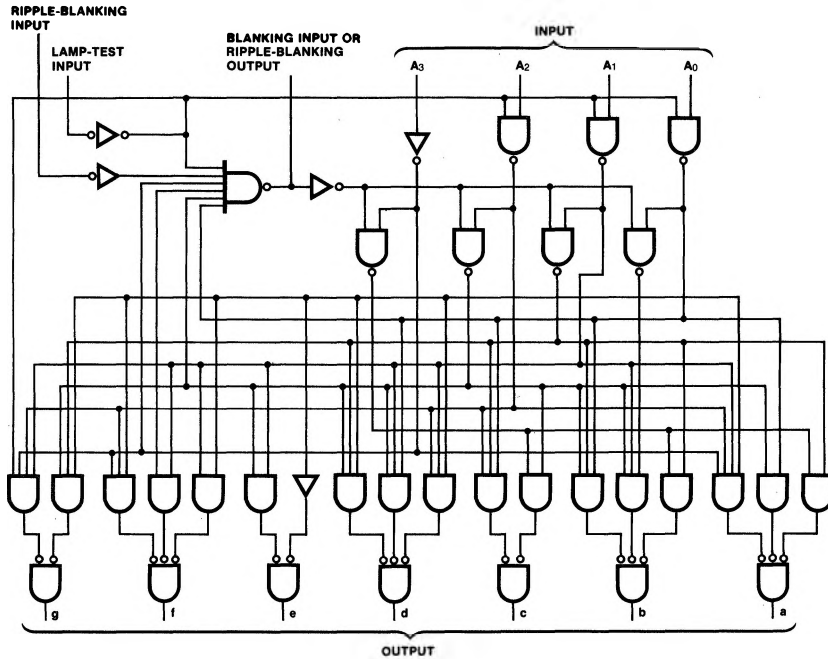 RIPPLE-BLANKING
INPUT
LAMP-TEST
INPUT
BLANKING INPUT OR
RIPPLE-BLANKING
OUTPUT
INPUT
A3 A2 A1 A0
g f e d c b a
OUTPUT